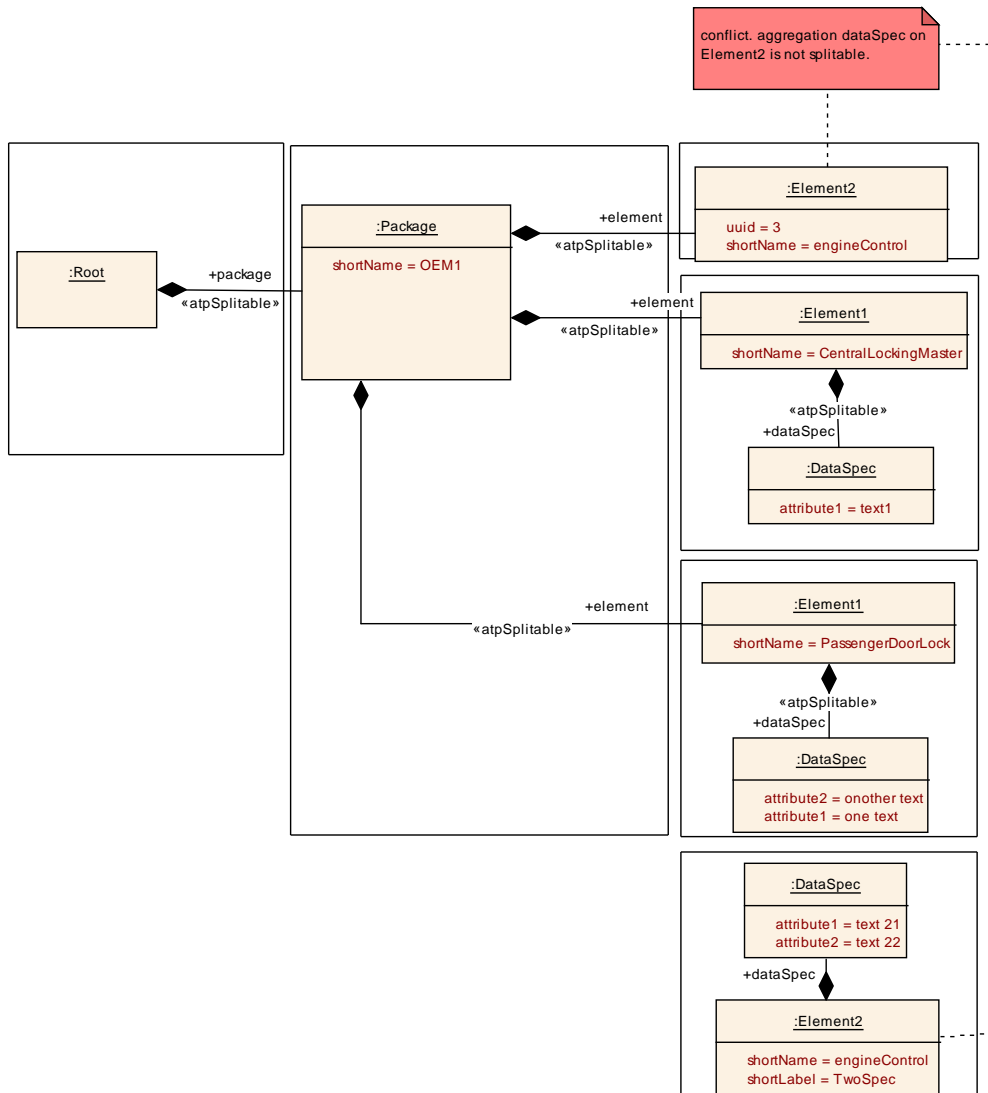 conflict. aggregation dataSpec on
Element2 is not splitable.
:Element2
uuid = 3
shortName = engineControl
+element
«atpSplitable»
:Package
shortName = OEM1
:Root
+package
«atpSplitable»
+element
«atpSplitable»
:Element1
shortName = CentralLockingMaster
«atpSplitable»
+dataSpec
:DataSpec
attribute1 = text1
+element
«atpSplitable»
:Element1
shortName = PassengerDoorLock
«atpSplitable»
+dataSpec
:DataSpec
attribute2 = onother text
attribute1 = one text
:DataSpec
attribute1 = text 21
attribute2 = text 22
+dataSpec
:Element2
shortName = engineControl
shortLabel = TwoSpec